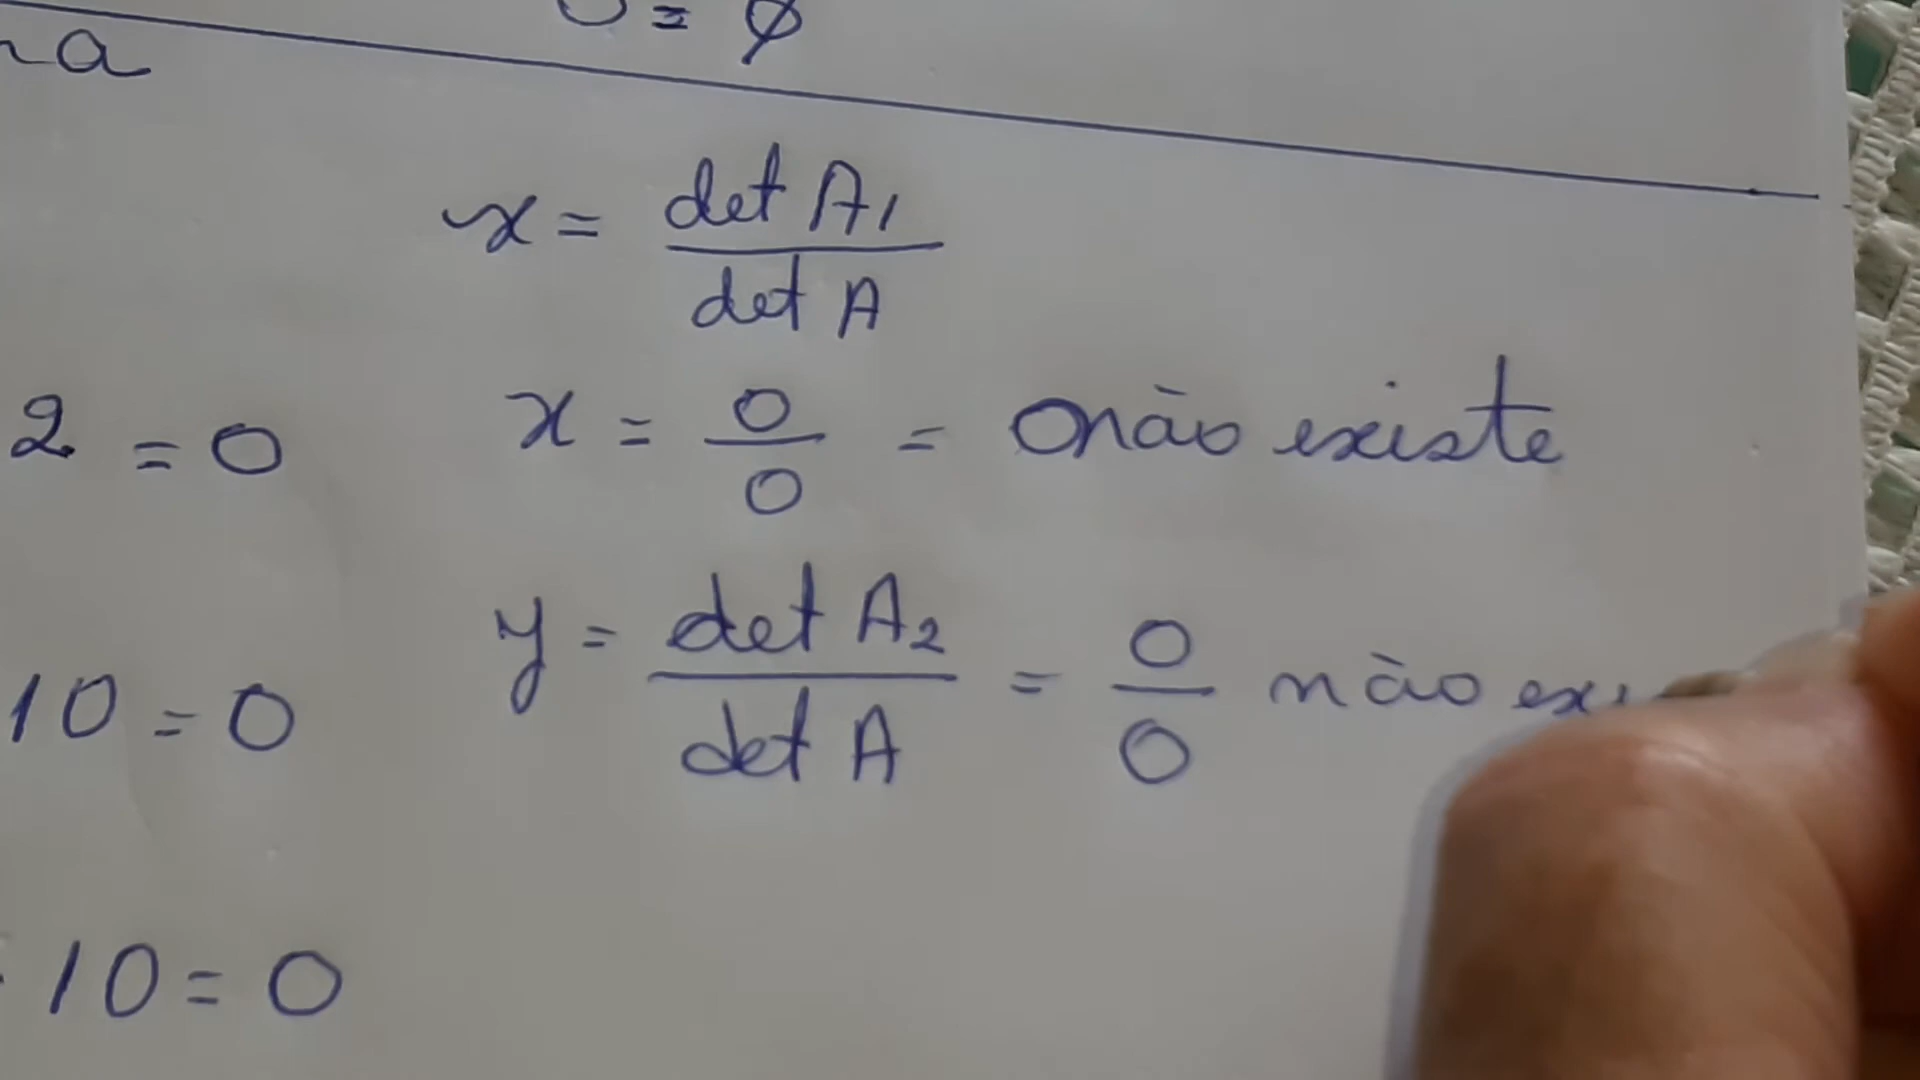 = φ
na
x = det A1 / det A
2 = 0 x = 0 / 0 = não existe
10 = 0 y = det A2 / det A = 0 / 0 não
10 = 0